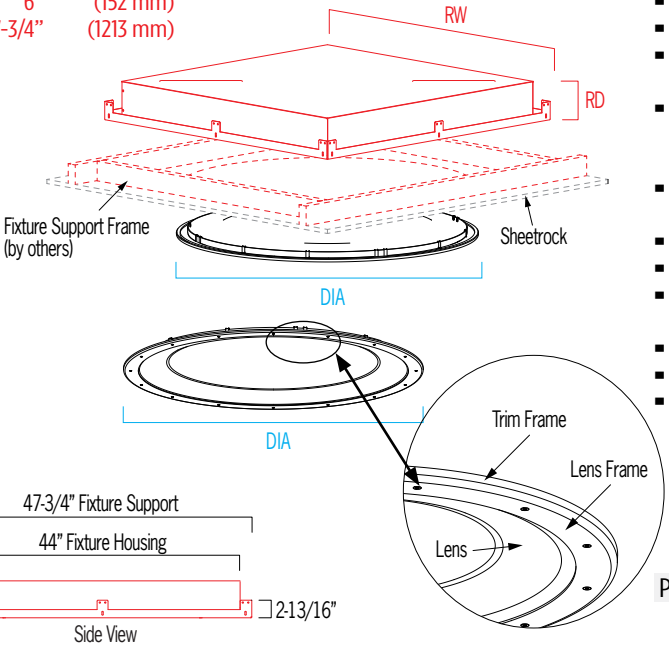 6" (152 mm)
-3/4" (1213 mm)
RW
RD
Fixture Support Frame
(by others)
Sheetrock
DIA
DIA
Trim Frame
Lens Frame
Lens
47-3/4" Fixture Support
44" Fixture Housing
2-13/16"
Side View
P